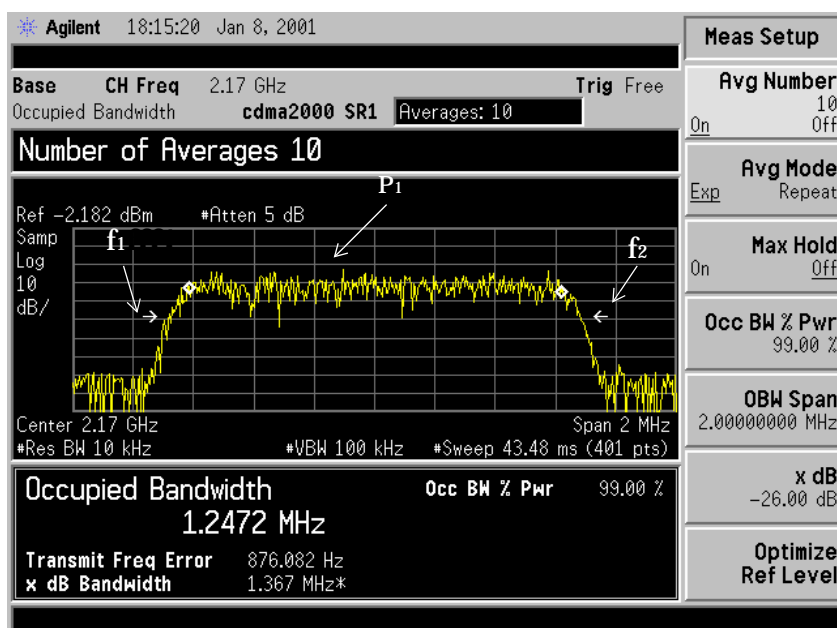 Agilent 18:15:20 Jan 8, 2001
Base CH Freq 2.17 GHz Trig Free
Occupied Bandwidth cdma2000 SR1 Averages: 10
Number of Averages 10
P1
Ref -2.182 dBm #Atten 5 dB
Samp
Log
10
dB/
f1
f2
Center 2.17 GHz Span 2 MHz
#Res BW 10 kHz #VBW 100 kHz #Sweep 43.48 ms (401 pts)
Occupied Bandwidth Occ BW % Pwr 99.00 %
1.2472 MHz
Transmit Freq Error 876.082 Hz
x dB Bandwidth 1.367 MHz*
Meas Setup
Avg Number
10
On Off
Avg Mode
Exp Repeat
Max Hold
On Off
Occ BW % Pwr
99.00 %
OBW Span
2.00000000 MHz
x dB
-26.00 dB
Optimize
Ref Level